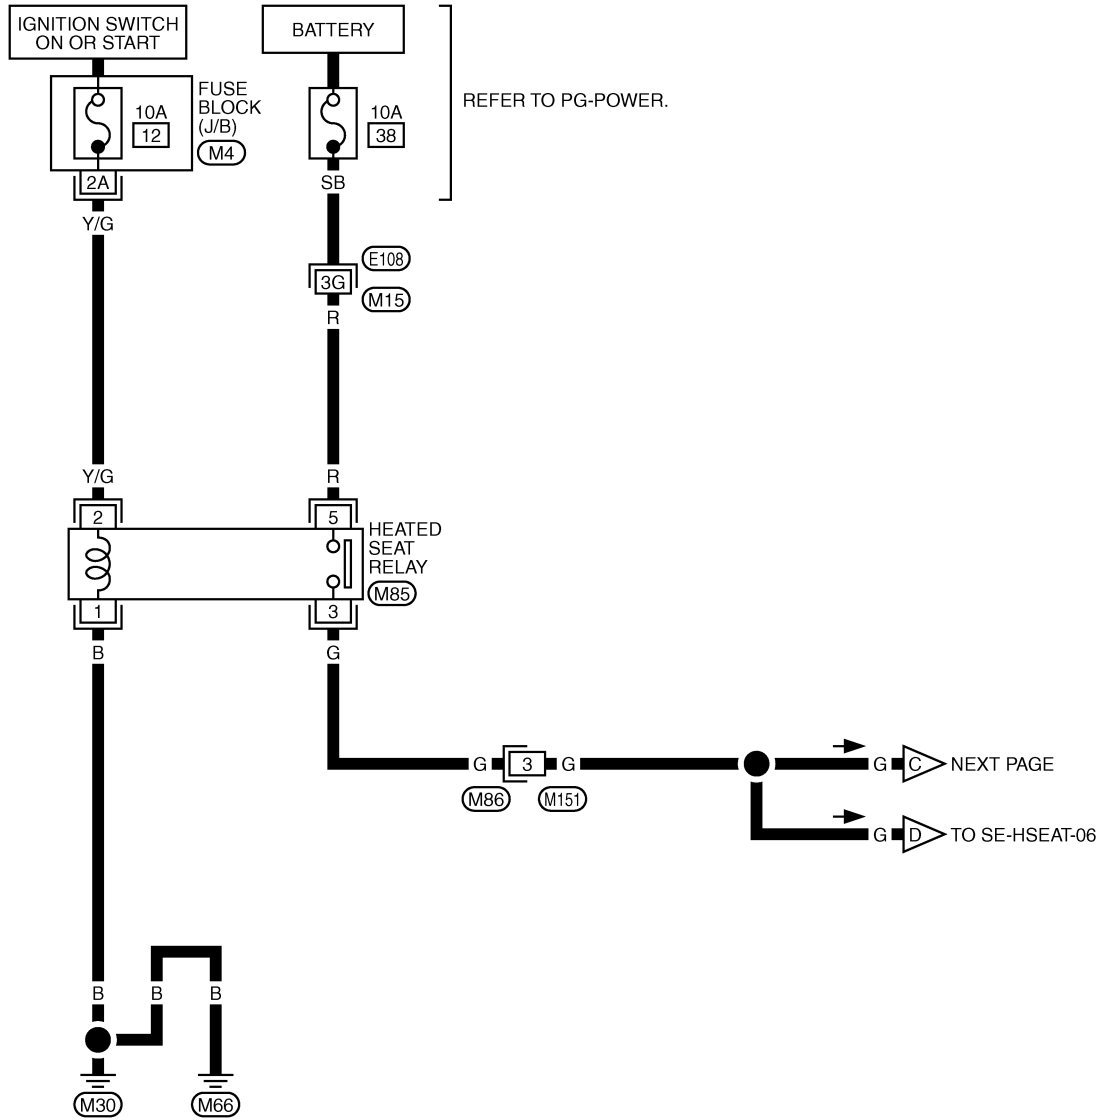 IGNITION SWITCH
ON OR START
BATTERY
FUSE
BLOCK
(J/B)
M4
10A
12
10A
38
REFER TO PG-POWER.
2A
SB
Y/G
E108
3G
M15
R
Y/G
R
2
5
HEATED
SEAT
RELAY
M85
1
3
B
G
G
3
G
M86
M151
G
C
NEXT PAGE
G
D
TO SE-HSEAT-06
B
B
B
M30
M66